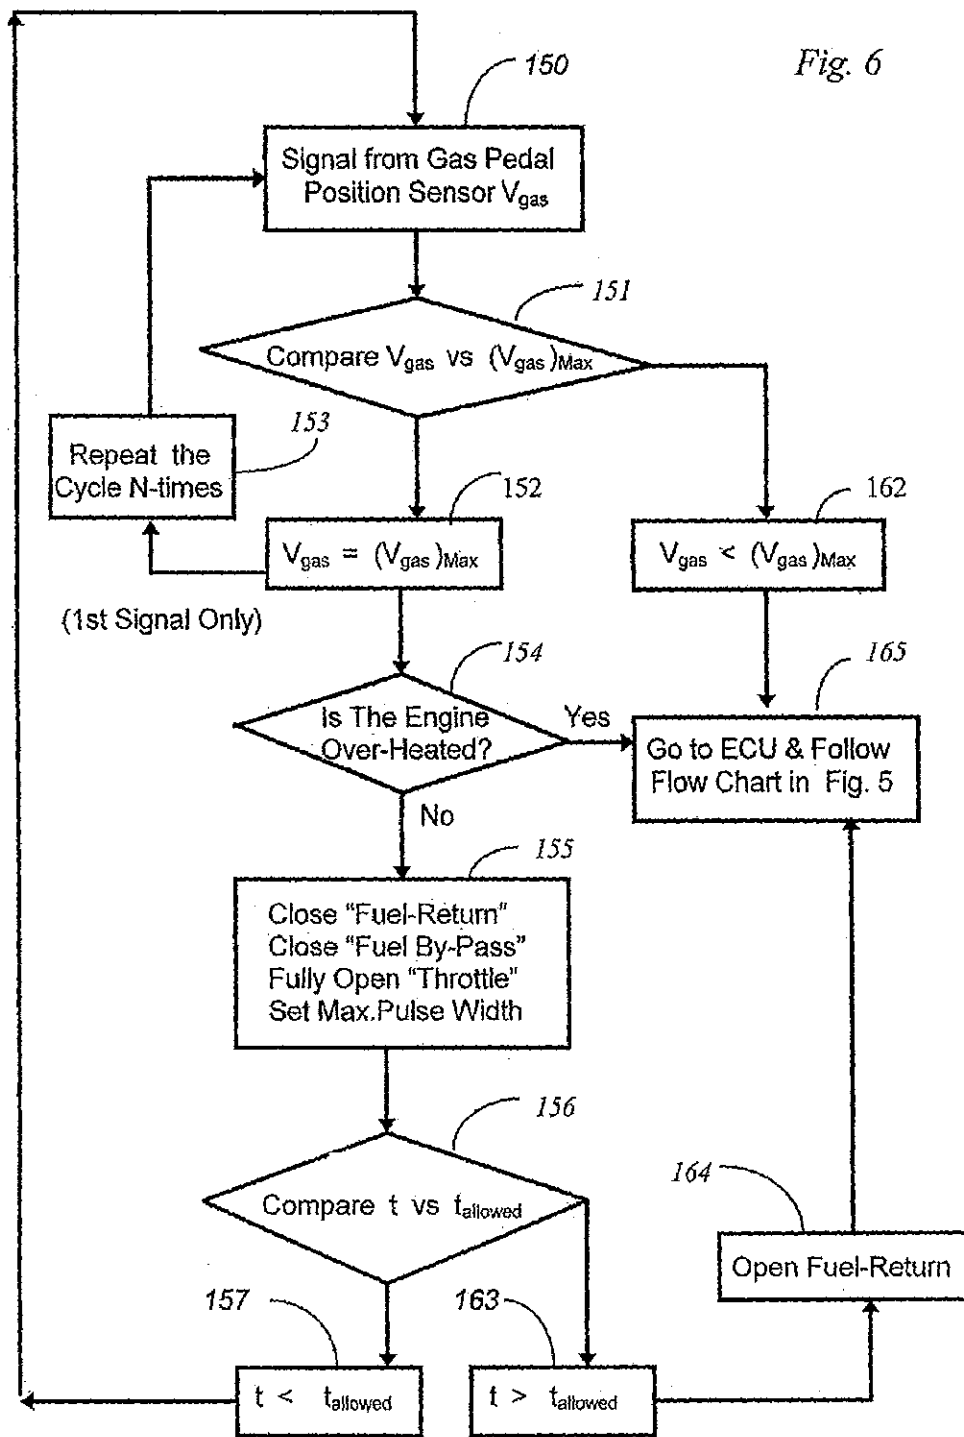 Fig. 6
150
Signal from Gas Pedal
Position Sensor Vgas
151
Compare Vgas vs (Vgas)Max
153
Repeat the
Cycle N-times
152
Vgas = (Vgas)Max
162
Vgas < (Vgas)Max
(1st Signal Only)
154
Is The Engine
Over-Heated?
Yes
No
165
Go to ECU & Follow
Flow Chart in Fig. 5
155
Close “Fuel-Return”
Close “Fuel By-Pass”
Fully Open “Throttle”
Set Max.Pulse Width
156
Compare t vs tallowed
164
Open Fuel-Return
157
t < tallowed
163
t > tallowed